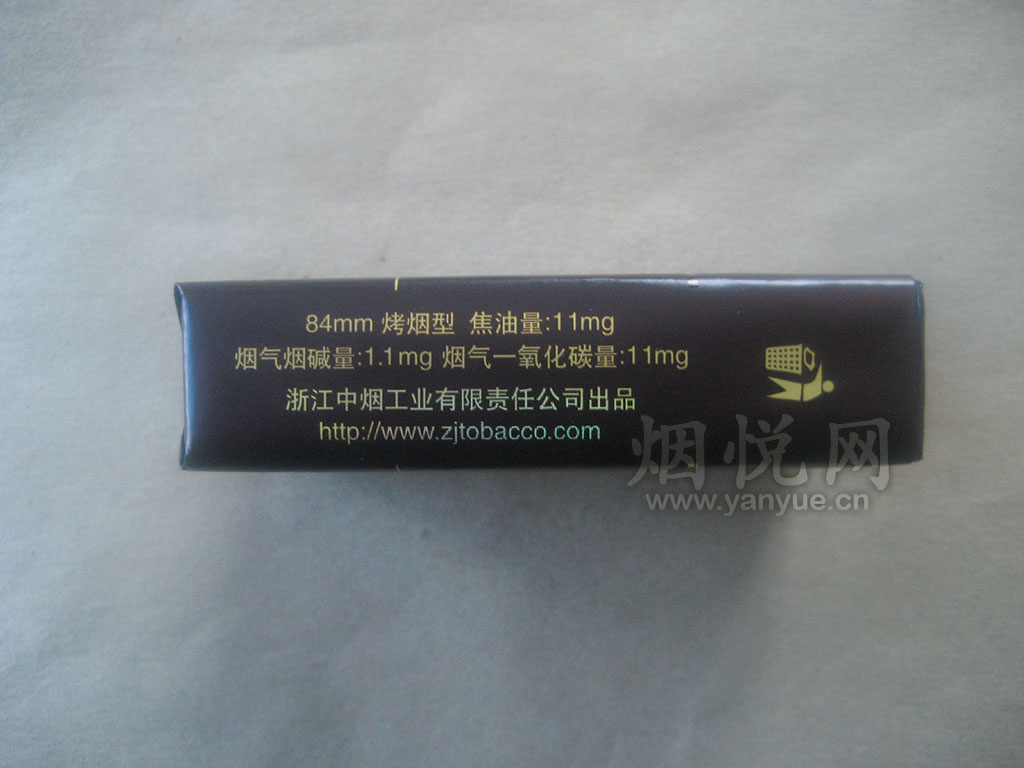 84mm 烤烟型 焦油量:11mg
烟气烟碱量:1.1mg 烟气一氧化碳量:11mg
浙江中烟工业有限责任公司出品
http://www.zjtobacco.com
烟悦网
www.yanyue.cn